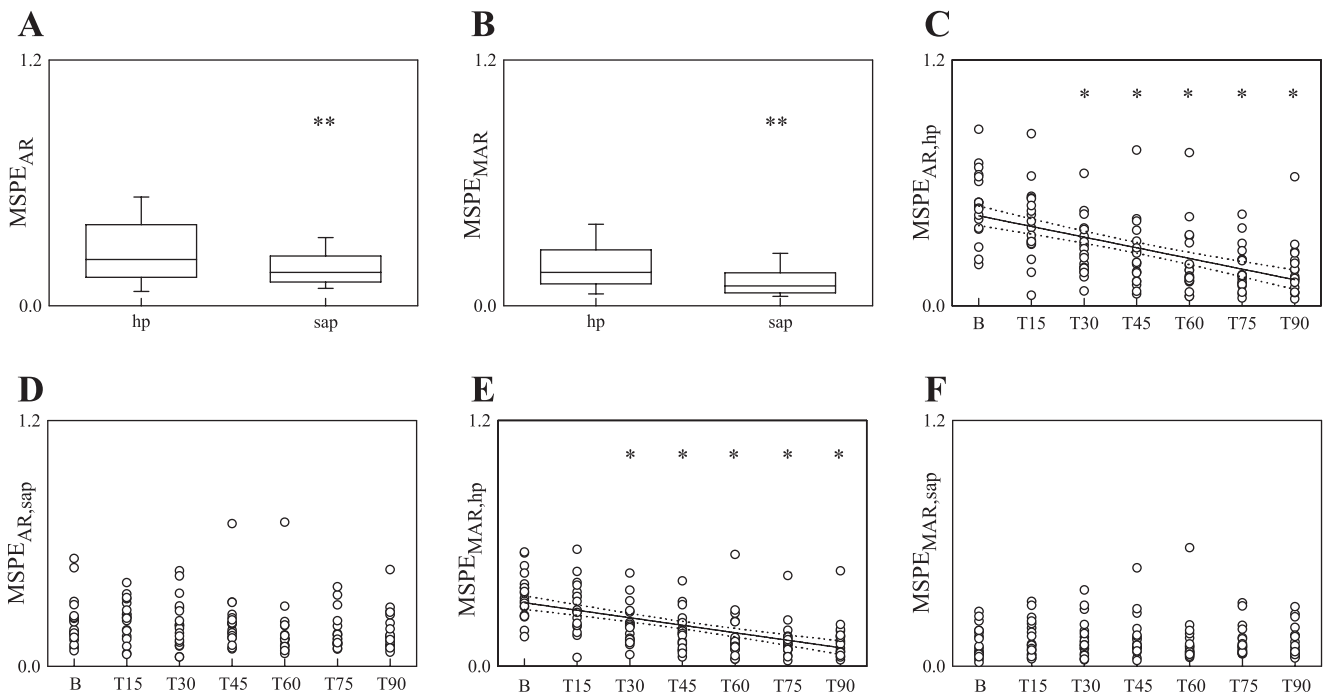 A
1.2
MSPE_AR
**
0.0
hp sap
B
1.2
MSPE_MAR
**
0.0
hp sap
C
1.2
MSPE_AR,hp
* * * * *
0.0
B T15 T30 T45 T60 T75 T90
D
1.2
MSPE_AR,sap
0.0
B T15 T30 T45 T60 T75 T90
E
1.2
MSPE_MAR,hp
* * * * *
0.0
B T15 T30 T45 T60 T75 T90
F
1.2
MSPE_MAR,sap
0.0
B T15 T30 T45 T60 T75 T90